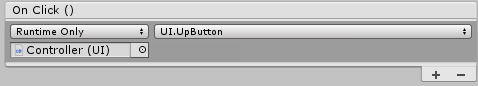 On Click ()
Runtime Only UI.UpButton
Controller (UI)
+ −